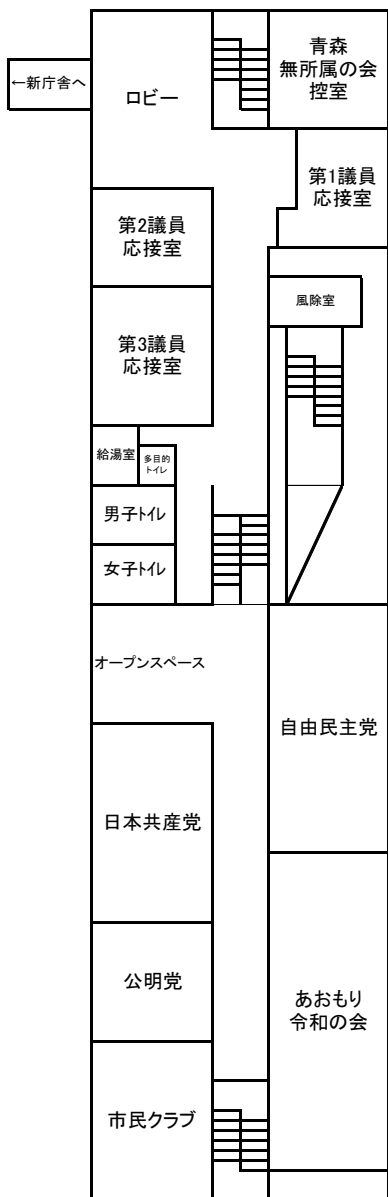 青森
無所属の会
控室
←新庁舎へ
ロビー
第1議員
応接室
第2議員
応接室
風除室
第3議員
応接室
給湯室
多目的
トイレ
男子トイレ
女子トイレ
オープンスペース
自由民主党
日本共産党
公明党
あおもり
令和の会
市民クラブ